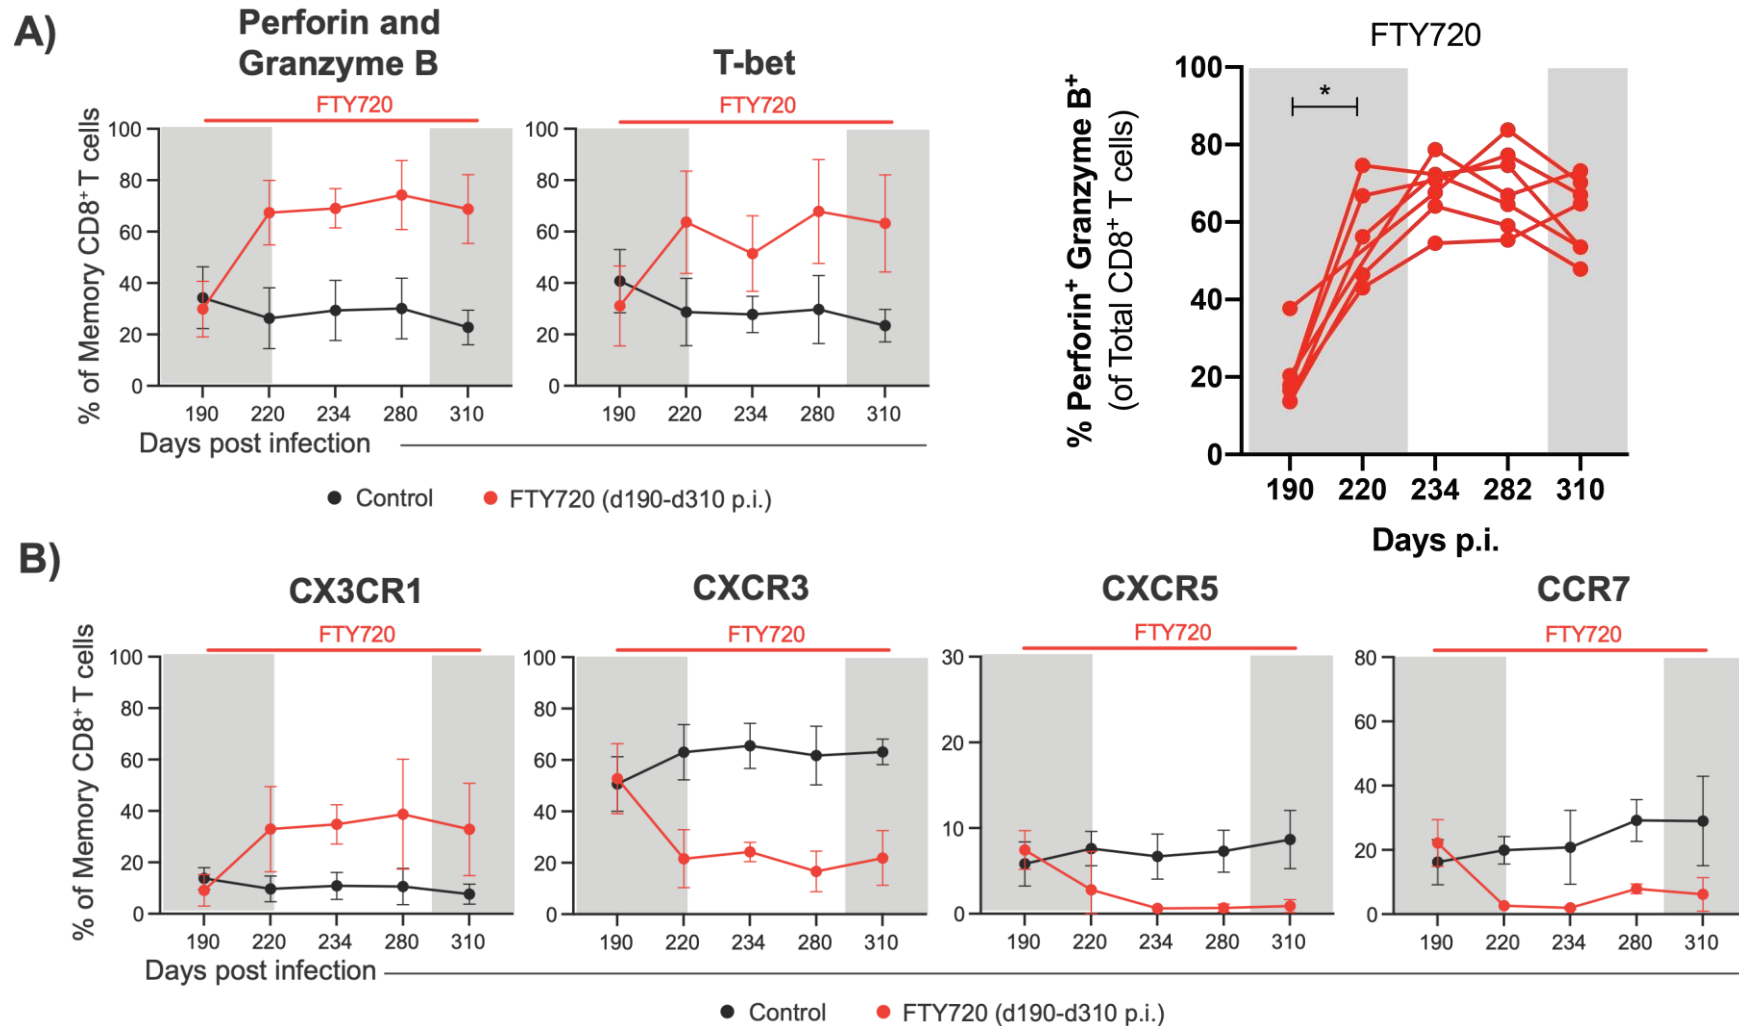 A)
Perforin and
Granzyme B
T-bet
FTY720
FTY720
% of Memory CD8⁺ T cells
100
80
60
40
20
0
190
220
234
280
310
100
80
60
40
20
0
190
220
234
280
310
Days post infection
Control
FTY720 (d190-d310 p.i.)
FTY720
% Perforin⁺ Granzyme B⁺
(of Total CD8⁺ T cells)
100
80
60
40
20
0
*
190
220
234
282
310
Days p.i.
B)
CX3CR1
CXCR3
CXCR5
CCR7
FTY720
FTY720
FTY720
FTY720
% of Memory CD8⁺ T cells
100
80
60
40
20
0
190
220
234
280
310
100
80
60
40
20
0
190
220
234
280
310
30
20
10
0
190
220
234
280
310
80
60
40
20
0
190
220
234
280
310
Days post infection
Control
FTY720 (d190-d310 p.i.)